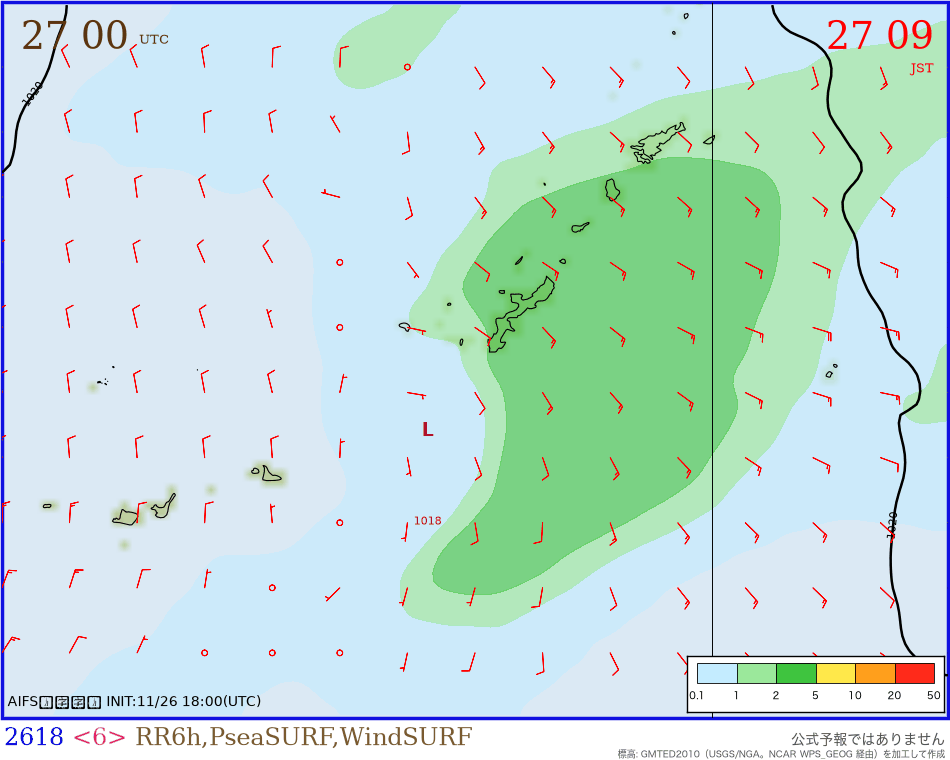 27 00 UTC
27 09
JST
1020
L
1018
1020
0.1 1 2 5 10 20 50
AIFS INIT:11/26 18:00(UTC)
2618 <6> RR6h,PseaSURF,WindSURF
公式予報ではありません
標高: GMTED2010（USGS/NGA。NCAR WPS_GEOG 経由）を加工して作成